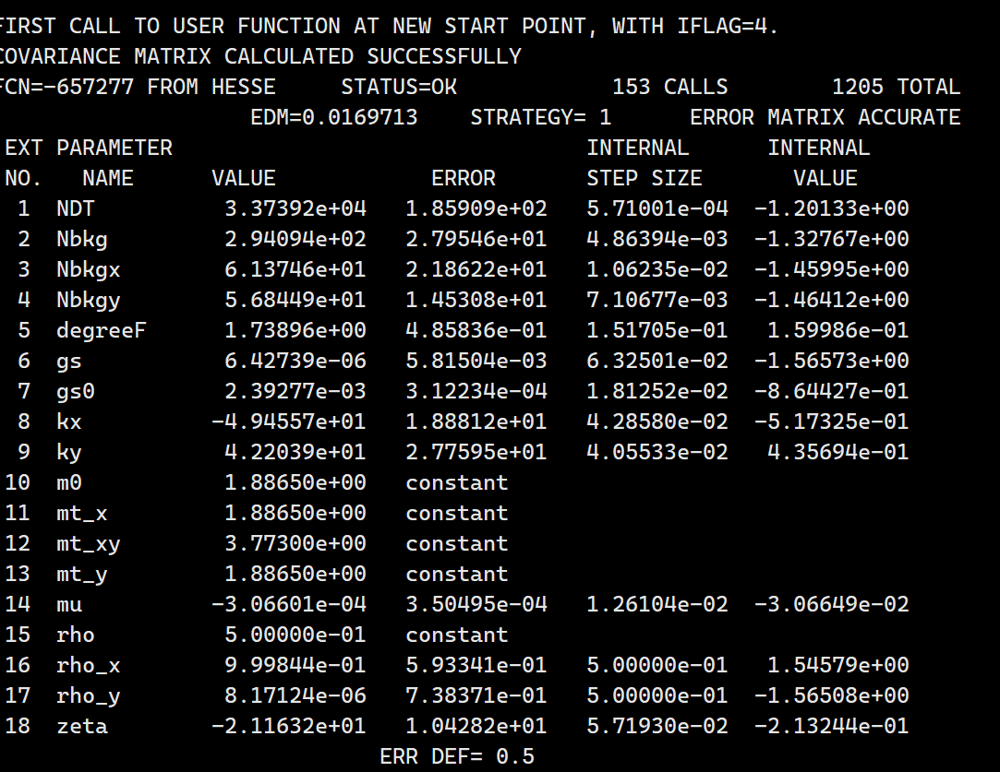 FIRST CALL TO USER FUNCTION AT NEW START POINT, WITH IFLAG=4.
COVARIANCE MATRIX CALCULATED SUCCESSFULLY
FCN=-657277 FROM HESSE     STATUS=OK            153 CALLS        1205 TOTAL
                   EDM=0.0169713    STRATEGY= 1      ERROR MATRIX ACCURATE
EXT PARAMETER                                INTERNAL      INTERNAL
NO.   NAME      VALUE            ERROR       STEP SIZE       VALUE
 1  NDT          3.37392e+04   1.85909e+02   5.71001e-04  -1.20133e+00
 2  Nbkg         2.94094e+02   2.79546e+01   4.86394e-03  -1.32767e+00
 3  Nbkgx        6.13746e+01   2.18622e+01   1.06235e-02  -1.45995e+00
 4  Nbkgy        5.68449e+01   1.45308e+01   7.10677e-03  -1.46412e+00
 5  degreeF      1.73896e+00   4.85836e-01   1.51705e-01   1.59986e-01
 6  gs           6.42739e-06   5.81504e-03   6.32501e-02  -1.56573e+00
 7  gs0          2.39277e-03   3.12234e-04   1.81252e-02  -8.64427e-01
 8  kx          -4.94557e+01   1.88812e+01   4.28580e-02  -5.17325e-01
 9  ky           4.22039e+01   2.77595e+01   4.05533e-02   4.35694e-01
10  m0           1.88650e+00   constant
11  mt_x         1.88650e+00   constant
12  mt_xy        3.77300e+00   constant
13  mt_y         1.88650e+00   constant
14  mu          -3.06601e-04   3.50495e-04   1.26104e-02  -3.06649e-02
15  rho          5.00000e-01   constant
16  rho_x        9.99844e-01   5.93341e-01   5.00000e-01   1.54579e+00
17  rho_y        8.17124e-06   7.38371e-01   5.00000e-01  -1.56508e+00
18  zeta        -2.11632e+01   1.04282e+01   5.71930e-02  -2.13244e-01
                             ERR DEF= 0.5